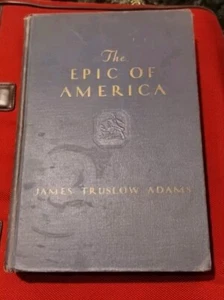 The
EPIC OF
AMERICA
JAMES TRUSLOW ADAMS